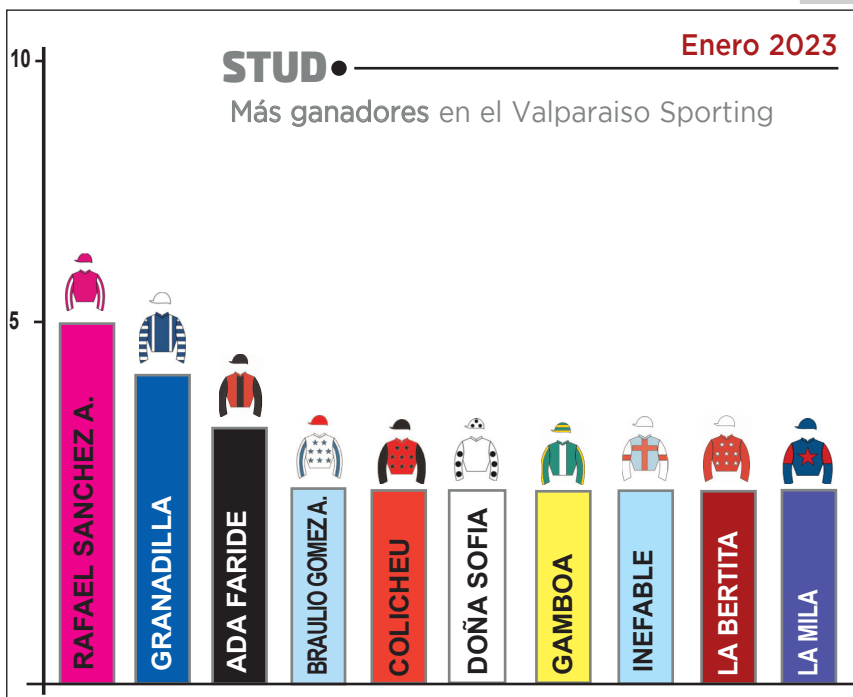 Enero 2023
STUD
Más ganadores en el Valparaiso Sporting
10
5
RAFAEL SANCHEZ A.
GRANADILLA
ADA FARIDE
BRAULIO GOMEZ A.
COLICHEU
DOÑA SOFIA
GAMBOA
INEFABLE
LA BERTITA
LA MILA